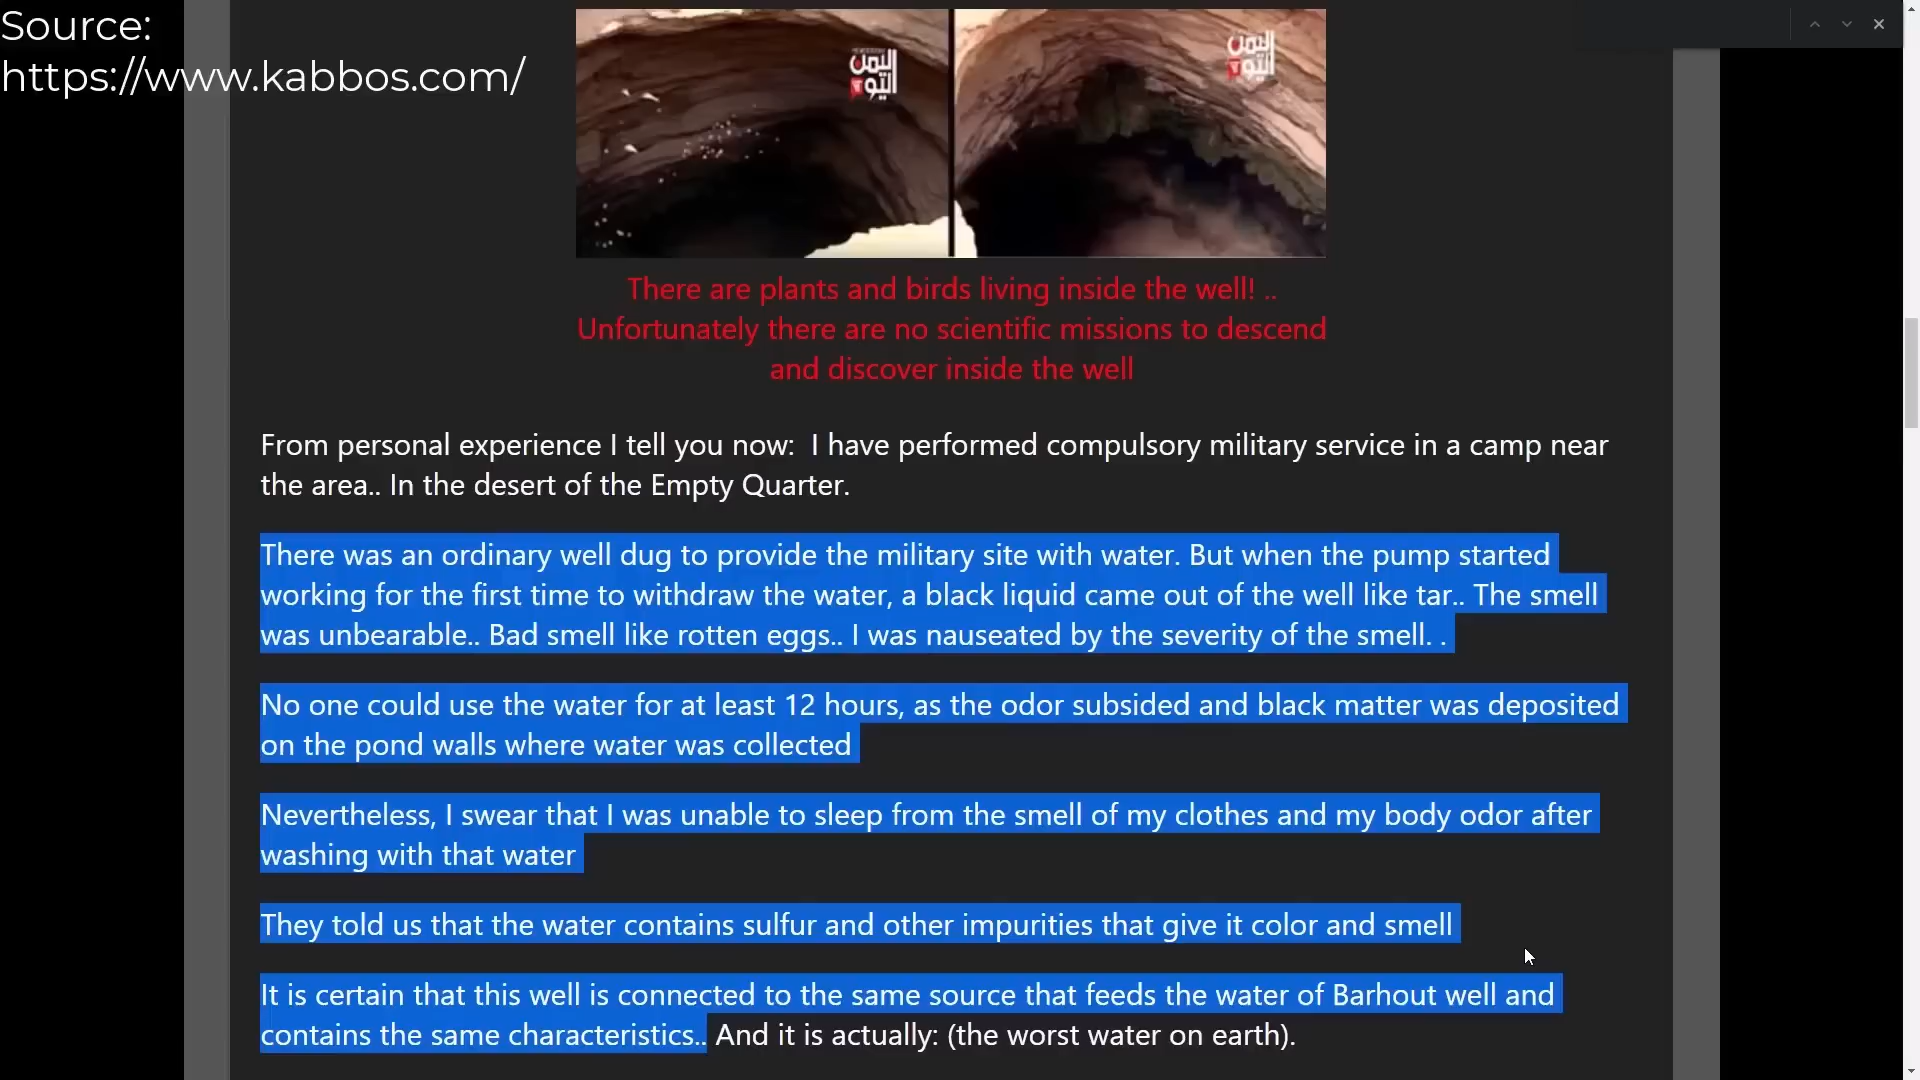 Source:
https://www.kabbos.com/
اليمن
اليوم
اليمن
اليوم
There are plants and birds living inside the well! ..
Unfortunately there are no scientific missions to descend
and discover inside the well
From personal experience I tell you now:  I have performed compulsory military service in a camp near
the area.. In the desert of the Empty Quarter.
There was an ordinary well dug to provide the military site with water. But when the pump started
working for the first time to withdraw the water, a black liquid came out of the well like tar.. The smell
was unbearable.. Bad smell like rotten eggs.. I was nauseated by the severity of the smell. .
No one could use the water for at least 12 hours, as the odor subsided and black matter was deposited
on the pond walls where water was collected
Nevertheless, I swear that I was unable to sleep from the smell of my clothes and my body odor after
washing with that water
They told us that the water contains sulfur and other impurities that give it color and smell
It is certain that this well is connected to the same source that feeds the water of Barhout well and
contains the same characteristics.. And it is actually: (the worst water on earth).